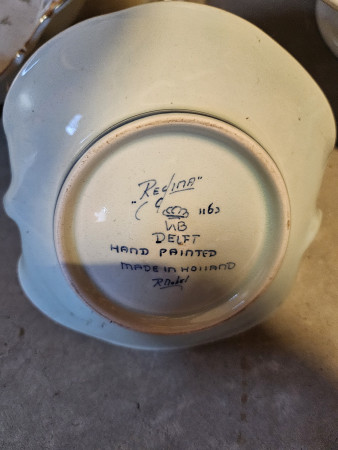 "Regina"
1163
WB
DELFT
HAND PAINTED
MADE IN HOLLAND